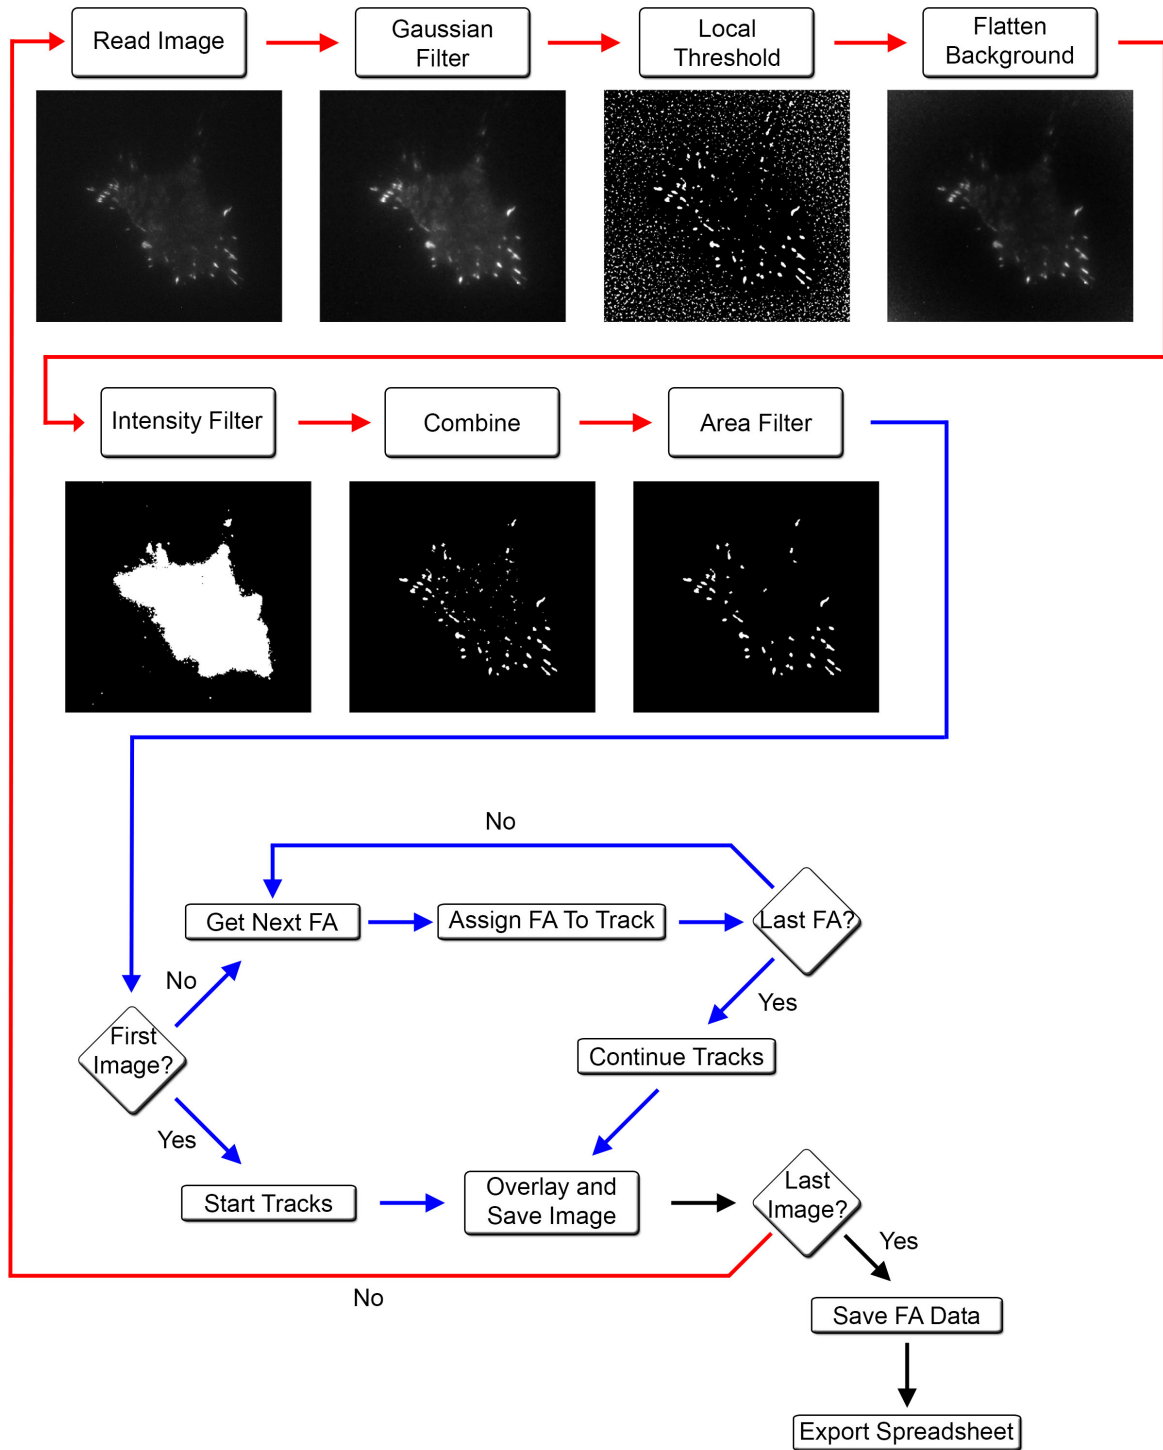 Read Image
Gaussian
Filter
Local
Threshold
Flatten
Background
Intensity Filter
Combine
Area Filter
No
Get Next FA
Assign FA To Track
Last FA?
No
Yes
First
Image?
Continue Tracks
Yes
Start Tracks
Overlay and
Save Image
Last
Image?
Yes
No
Save FA Data
Export Spreadsheet